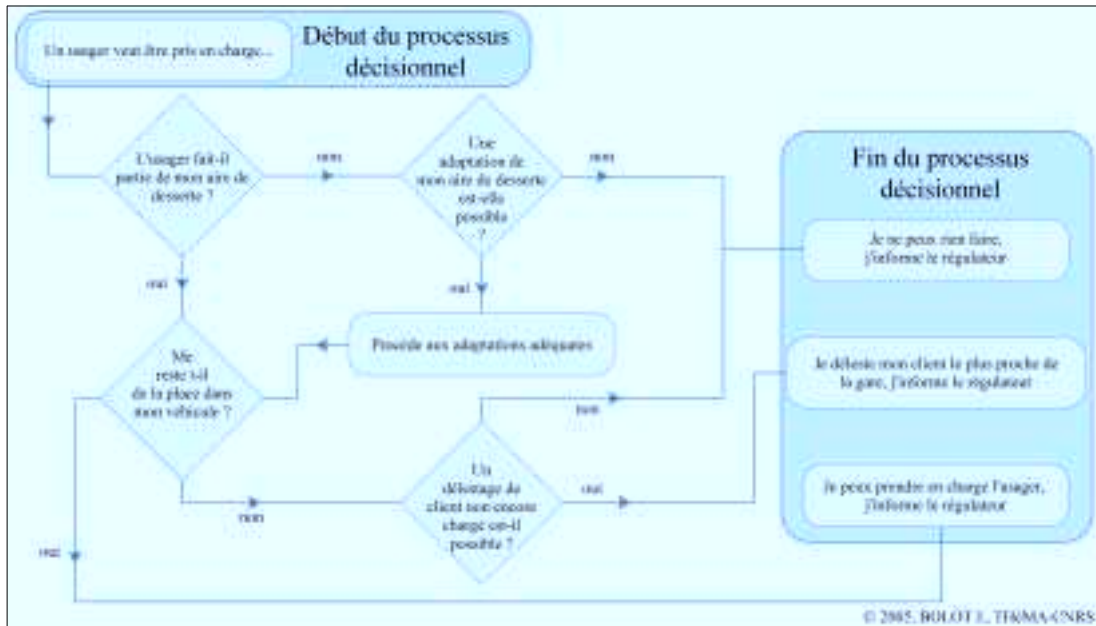 Un usager veut être pris en charge...
Début du processus
décisionnel
L'usager fait-il
partie de mon aire de
desserte ?
non
Une
adaptation de
mon aire de desserte
est-elle
possible
?
non
oui
oui
Procède aux adaptations adéquates
Me
reste t-il
de la place dans
mon véhicule ?
non
oui
Un
délestage de
client non encore
chargé est-il
possible ?
non
oui
Fin du processus
décisionnel
Je ne peux rien faire,
j'informe le régulateur
Je déleste mon client le plus proche de
la gare, j'informe le régulateur
Je peux prendre en charge l'usager,
j'informe le régulateur
© 2005, BOLOT J., THéMA-CNRS